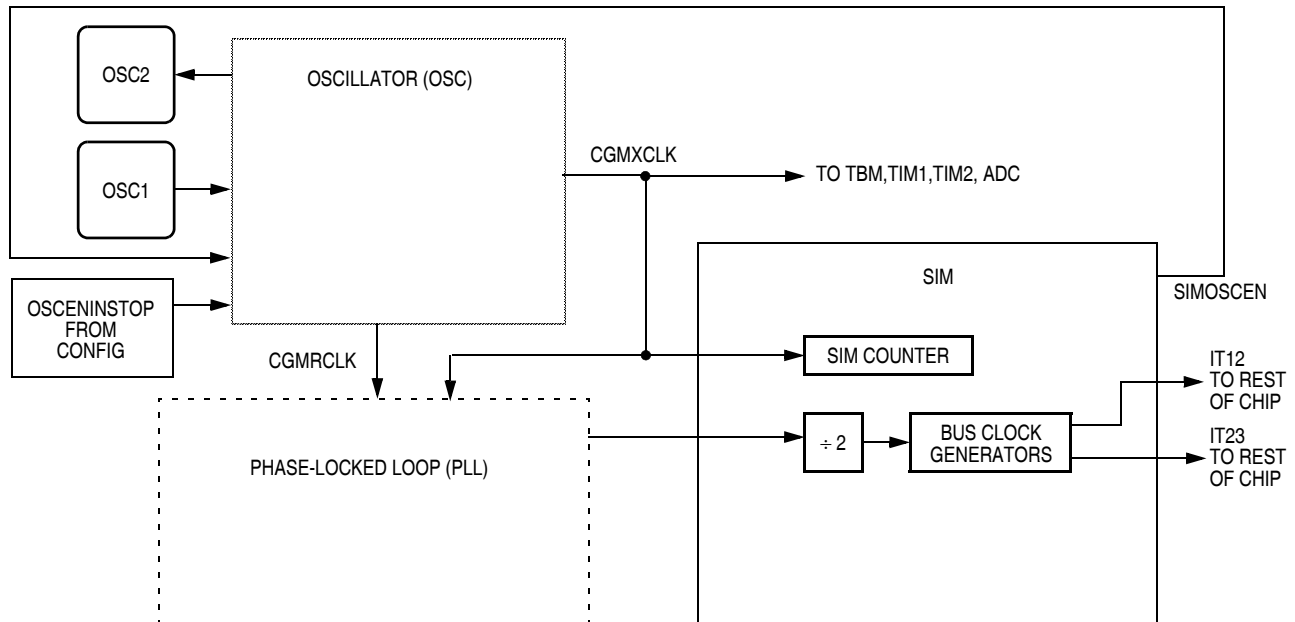 OSC2
OSCILLATOR (OSC)
CGMXCLK
OSC1
TO TBM,TIM1,TIM2, ADC
SIM
SIMOSCEN
OSCENINSTOP
FROM
CONFIG
CGMRCLK
SIM COUNTER
IT12
TO REST
OF CHIP
÷ 2
BUS CLOCK
GENERATORS
IT23
TO REST
OF CHIP
PHASE-LOCKED LOOP (PLL)